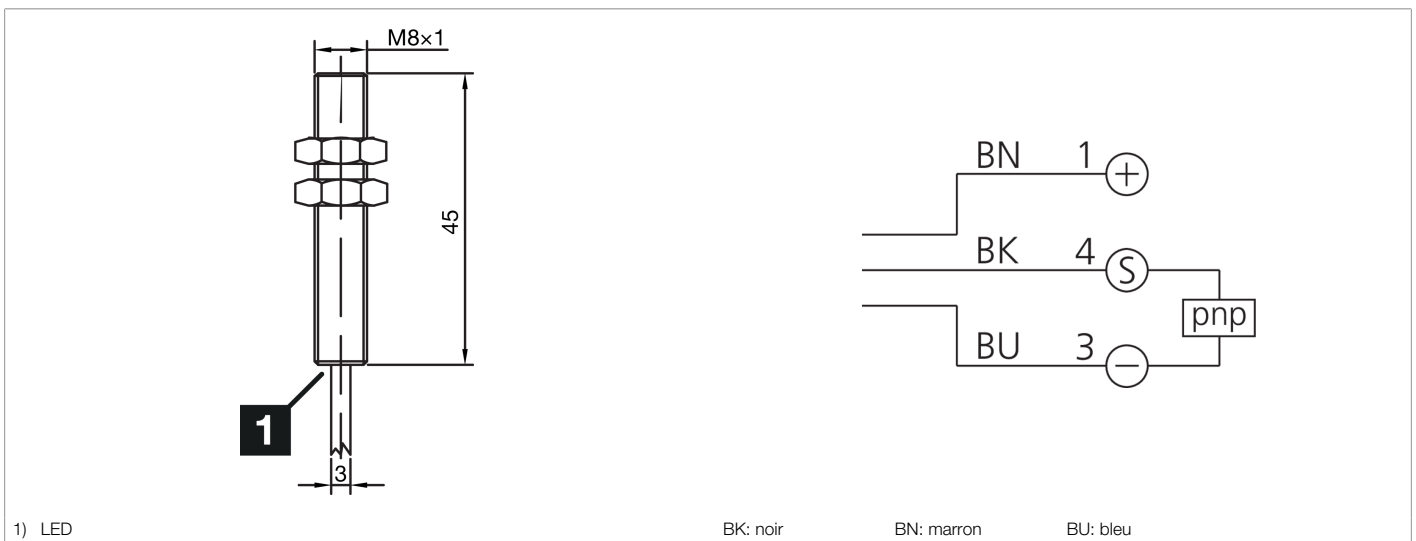 M8×1
45
1
3
BN 1
+
BK 4
S
pnp
BU 3
−
1) LED
BK: noir BN: marron BU: bleu